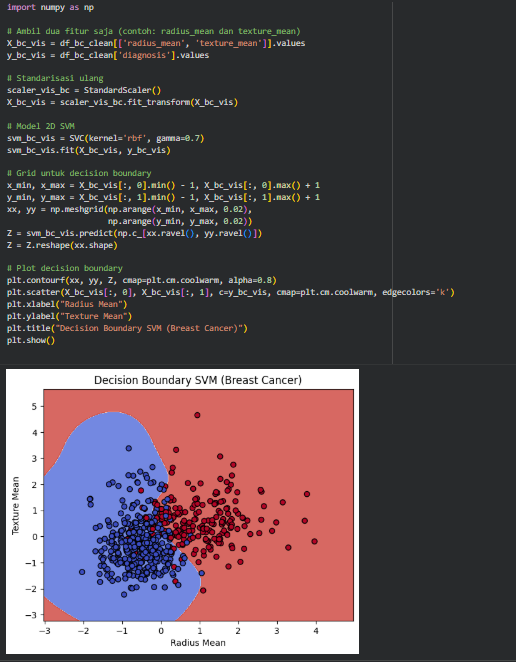 import numpy as np
# Ambil dua fitur saja (contoh: radius_mean dan texture_mean)
X_bc_vis = df_bc_clean[['radius_mean', 'texture_mean']].values
y_bc_vis = df_bc_clean['diagnosis'].values
# Standarisasi ulang
scaler_vis_bc = StandardScaler()
X_bc_vis = scaler_vis_bc.fit_transform(X_bc_vis)
# Model 2D SVM
svm_bc_vis = SVC(kernel='rbf', gamma=0.7)
svm_bc_vis.fit(X_bc_vis, y_bc_vis)
# Grid untuk decision boundary
x_min, x_max = X_bc_vis[:, 0].min() - 1, X_bc_vis[:, 0].max() + 1
y_min, y_max = X_bc_vis[:, 1].min() - 1, X_bc_vis[:, 1].max() + 1
xx, yy = np.meshgrid(np.arange(x_min, x_max, 0.02),
np.arange(y_min, y_max, 0.02))
Z = svm_bc_vis.predict(np.c_[xx.ravel(), yy.ravel()])
Z = Z.reshape(xx.shape)
# Plot decision boundary
plt.contourf(xx, yy, Z, cmap=plt.cm.coolwarm, alpha=0.8)
plt.scatter(X_bc_vis[:, 0], X_bc_vis[:, 1], c=y_bc_vis, cmap=plt.cm.coolwarm, edgecolors='k')
plt.xlabel("Radius Mean")
plt.ylabel("Texture Mean")
plt.title("Decision Boundary SVM (Breast Cancer)")
plt.show()
Decision Boundary SVM (Breast Cancer)
Texture Mean
5
4
3
2
1
0
−1
−2
−3
−3 −2 −1 0 1 2 3 4
Radius Mean